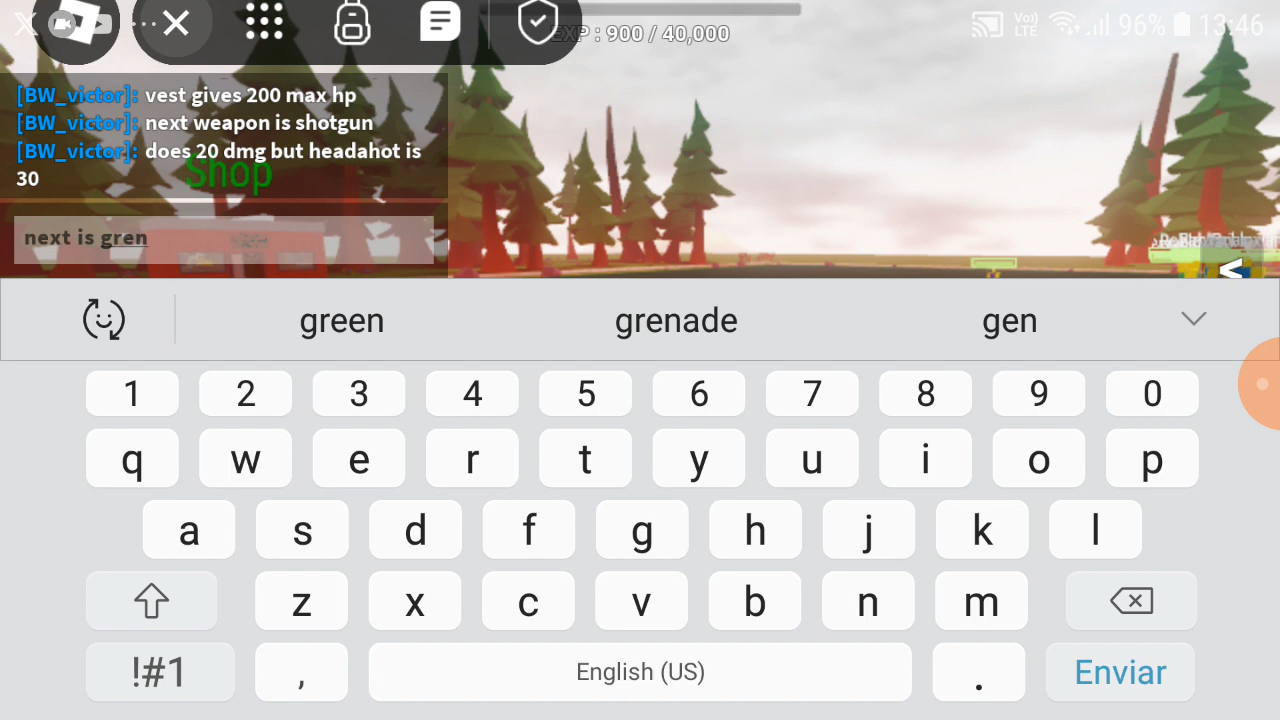 EXP : 900 / 40,000
Voo) LTE 96% 13:46
[BW_victor]: vest gives 200 max hp
[BW_victor]: next weapon is shotgun
[BW_victor]: does 20 dmg but headahot is
30
Shop
next is gren
<
green grenade gen
1 2 3 4 5 6 7 8 9 0
q w e r t y u i o p
a s d f g h j k l
z x c v b n m
!#1 , English (US) . Enviar